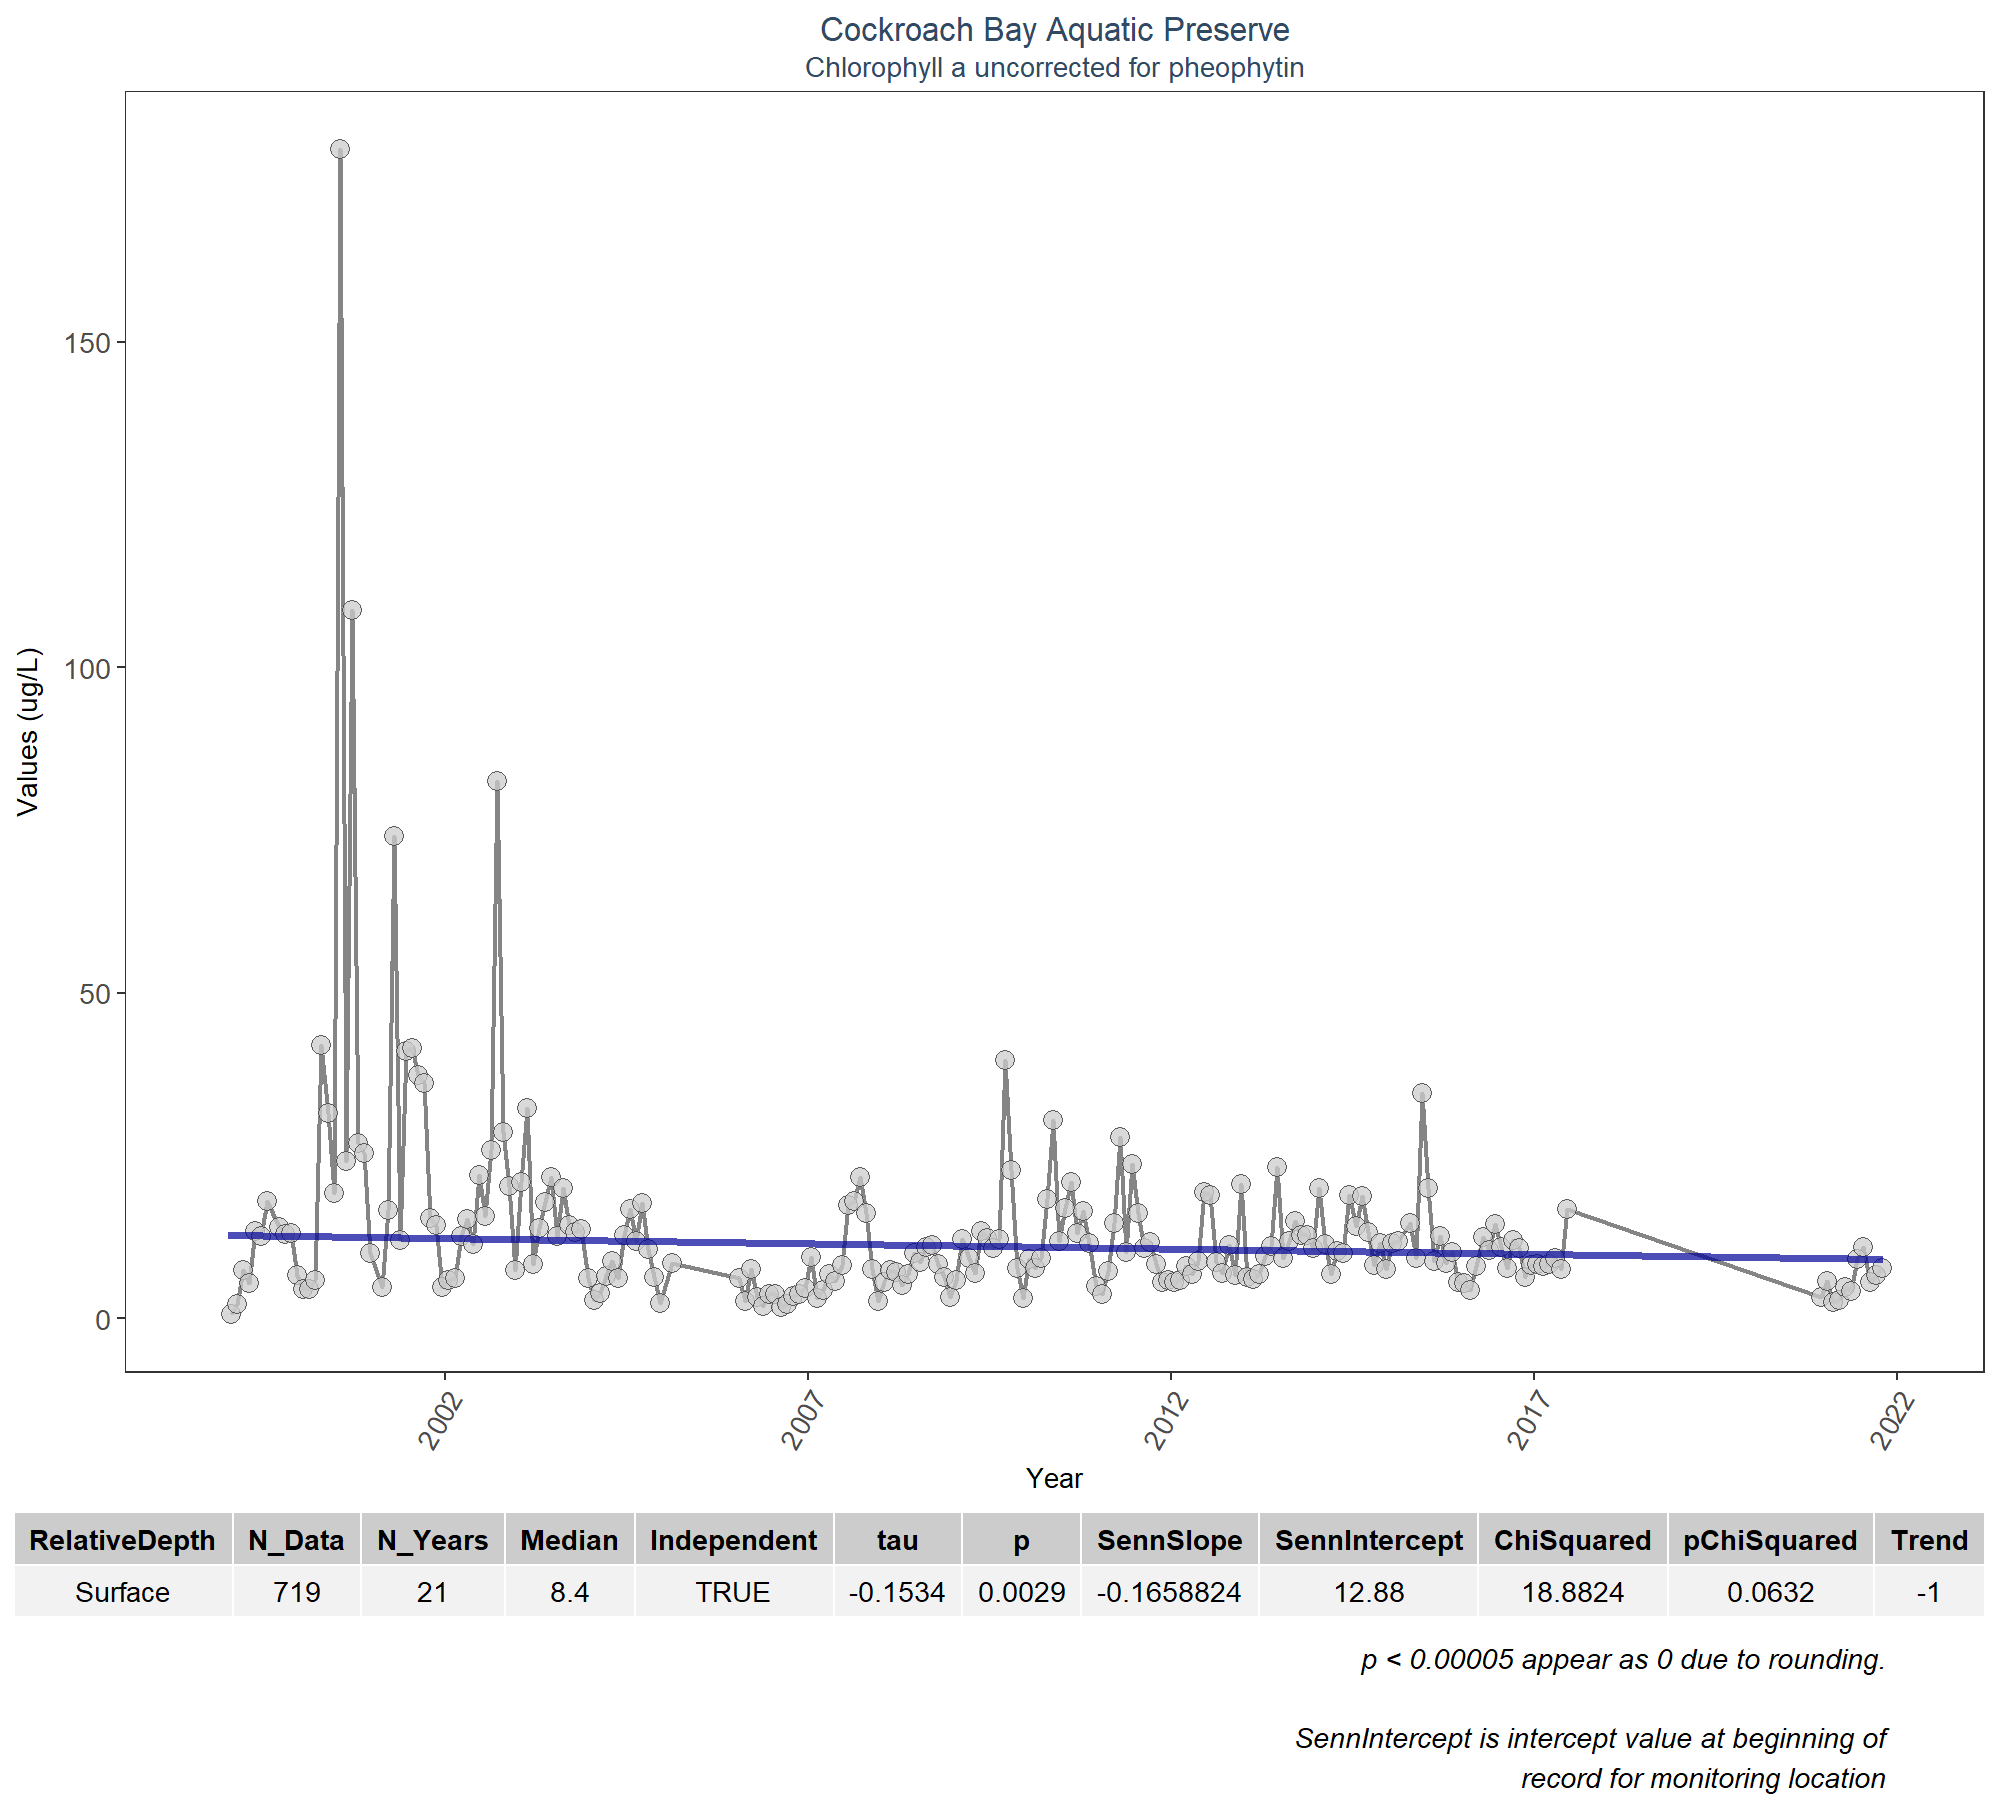 Cockroach Bay Aquatic Preserve
Chlorophyll a uncorrected for pheophytin
Values (ug/L)
150
100
50
0
2002 2007 2012 2017 2022
Year
RelativeDepth N_Data N_Years Median Independent tau p SennSlope SennIntercept ChiSquared pChiSquared Trend
Surface 719 21 8.4 TRUE -0.1534 0.0029 -0.1658824 12.88 18.8824 0.0632 -1
p < 0.00005 appear as 0 due to rounding.
SennIntercept is intercept value at beginning of
record for monitoring location